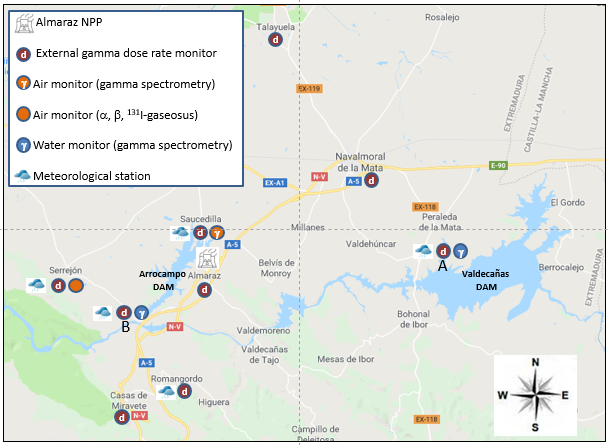 Almaraz NPP
d External gamma dose rate monitor
γ Air monitor (gamma spectrometry)
Air monitor (α, β, ¹³¹I-gaseosus)
γ Water monitor (gamma spectrometry)
Meteorological station
Talayuela
d
Rosalejo
EX-119
EXTREMADURA
CASTILLA-LA MANCHA
Navalmoral
de la Mata
E-90
EX-A1
N-V
A-5
d
EX-118
El Gordo
Saucedilla
d γ
Millanes
Peraleda
de la Mata
A-5
Valdehúncar
d γ
A
Serrejón
d
Arrocampo
DAM
Almaraz
d
Belvís de
Monroy
Valdecañas
DAM
Berrocalejo
EXTREMADURA
d γ
B
N-V
Valdemoreno
Bohonal
de Ibor
Valdecañas
de Tajo
Mesas de Ibor
A-5
Romangordo
d
Casas de
Miravete
Higuera
d
N-V
Campillo de
Deleitosa
EX-118
N
W E
S